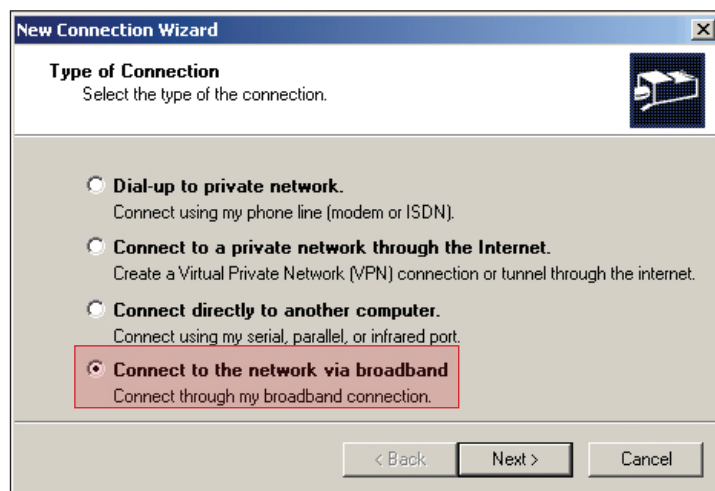 New Connection Wizard
Type of Connection
Select the type of the connection.
Dial-up to private network.
Connect using my phone line (modem or ISDN).
Connect to a private network through the Internet.
Create a Virtual Private Network (VPN) connection or tunnel through the internet.
Connect directly to another computer.
Connect using my serial, parallel, or infrared port.
Connect to the network via broadband
Connect through my broadband connection.
< Back Next > Cancel